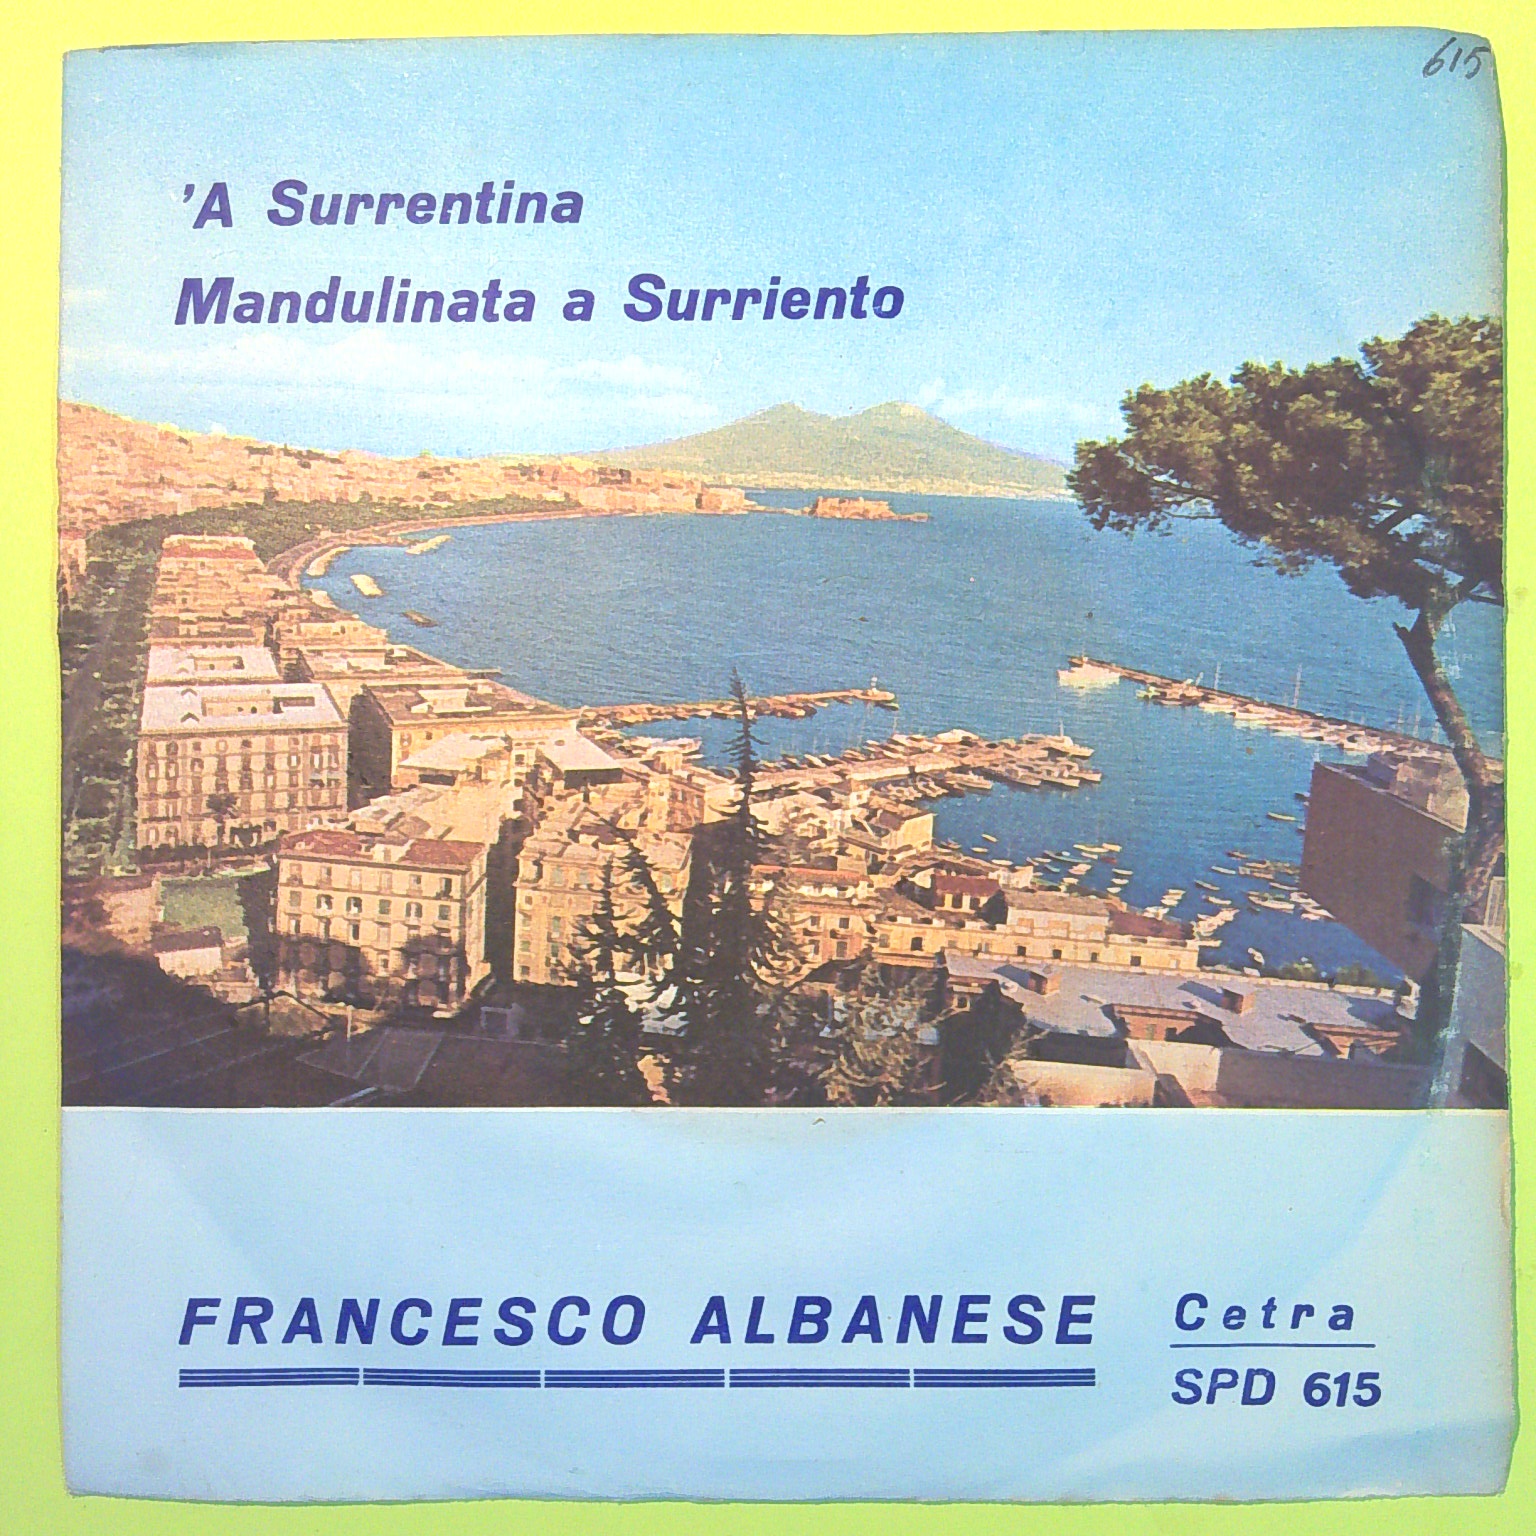 615
'A Surrentina
Mandulinata a Surriento
FRANCESCO ALBANESE
Cetra
SPD 615